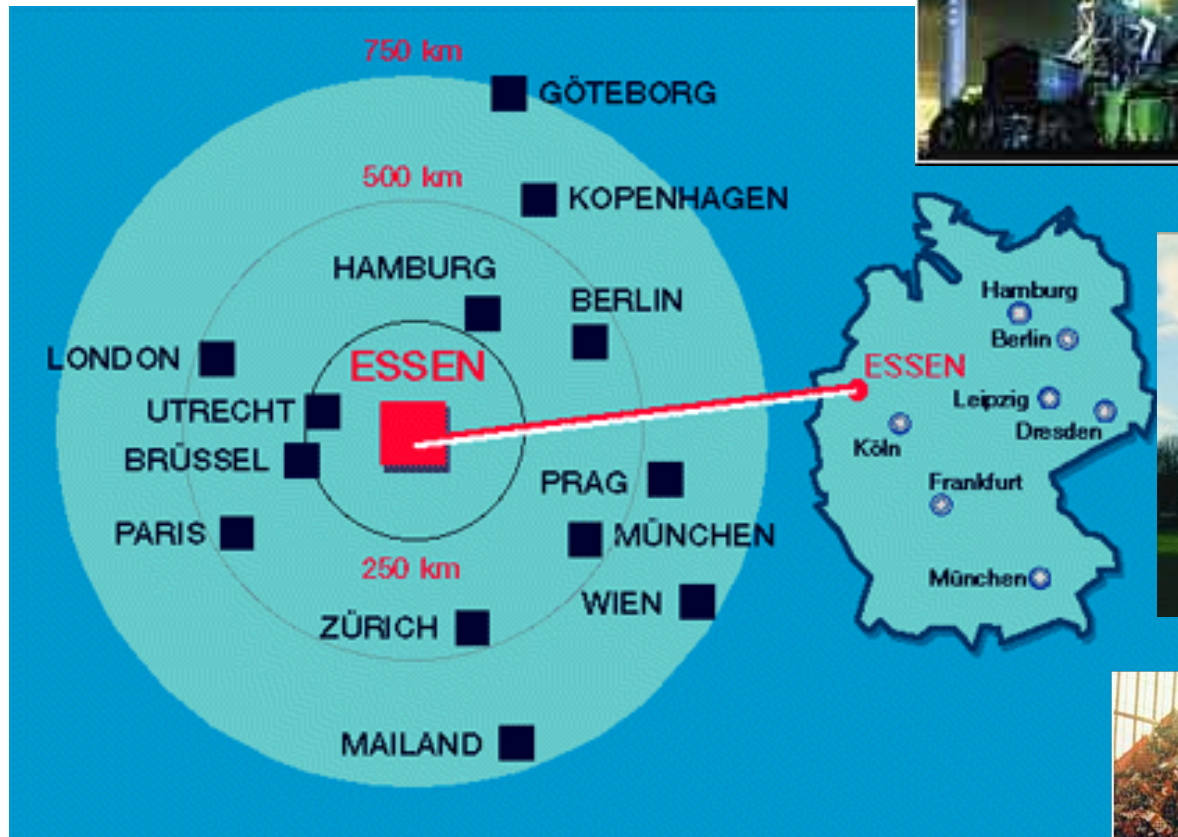 750 km
GÖTEBORG
500 km
KOPENHAGEN
HAMBURG
BERLIN
LONDON
ESSEN
UTRECHT
BRÜSSEL
PRAG
PARIS
MÜNCHEN
250 km
WIEN
ZÜRICH
MAILAND
Hamburg
Berlin
ESSEN
Leipzig
Dresden
Köln
Frankfurt
München